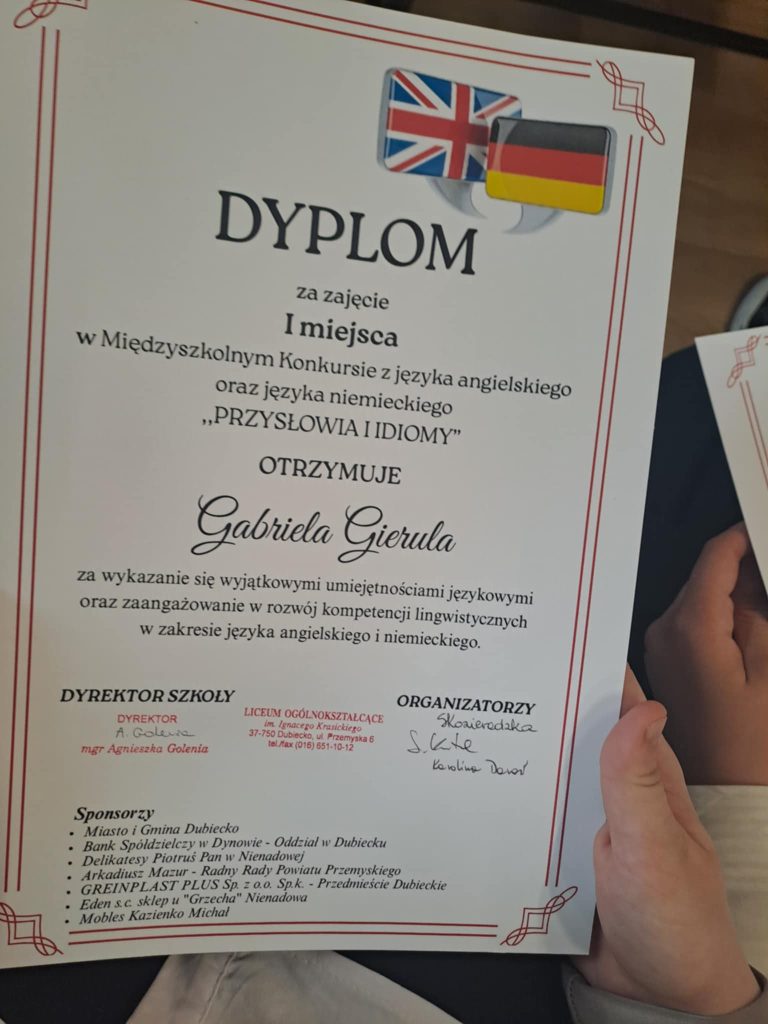 DYPLOM
za zajęcie
I miejsca
w Międzyszkolnym Konkursie z języka angielskiego
oraz języka niemieckiego
,,PRZYSŁOWIA I IDIOMY”
OTRZYMUJE
Gabriela Gierula
za wykazanie się wyjątkowymi umiejętnościami językowymi
oraz zaangażowanie w rozwój kompetencji lingwistycznych
w zakresie języka angielskiego i niemieckiego.
DYREKTOR SZKOŁY
DYREKTOR
A. Golenia
mgr Agnieszka Golenia
LICEUM OGÓLNOKSZTAŁCĄCE
im. Ignacego Krasickiego
37-750 Dubiecko, ul. Przemyska 6
tel./fax (016) 651-10-12
ORGANIZATORZY
Karolina
Sponsorzy
• Miasto i Gmina Dubiecko
• Bank Spółdzielczy w Dynowie - Oddział w Dubiecku
• Delikatesy Piotruś Pan w Nienadowej
• Arkadiusz Mazur - Radny Rady Powiatu Przemyskiego
• GREINPLAST PLUS Sp. z o.o. Sp.k. - Przedmieście Dubieckie
• Eden s.c. sklep u "Grzecha" Nienadowa
• Mobles Kazienko Michał